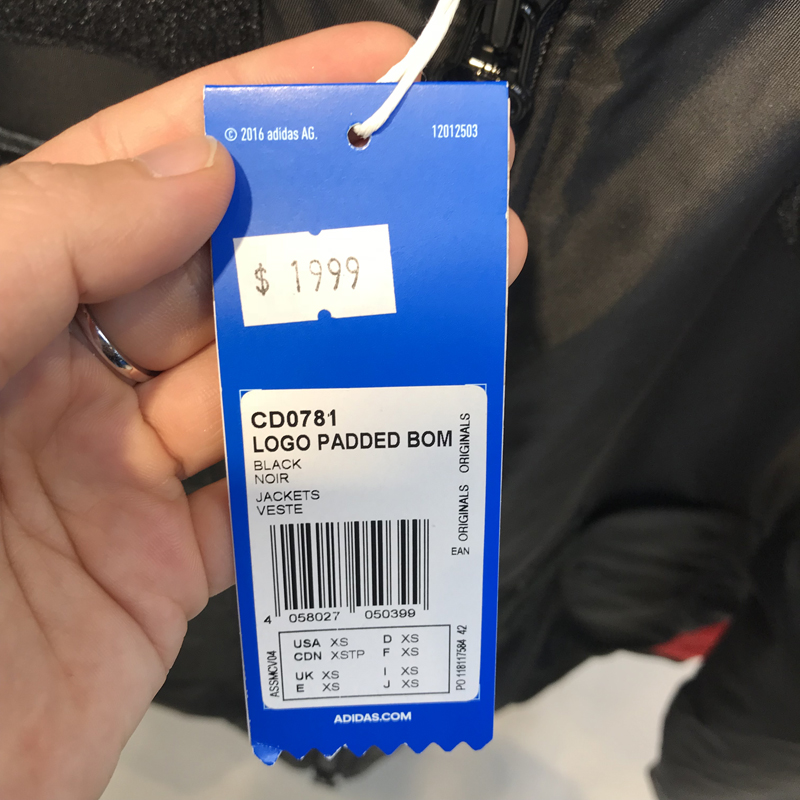 © 2016 adidas AG.
12012503
$ 1999
CD0781
LOGO PADDED BOM
BLACK
NOIR
JACKETS
VESTE
ORIGINALS ORIGINALS
EAN
4 058027 050399
USA XS D XS
CDN XSTP F XS
UK XS I XS
E XS J XS
ASSMCV04
PO 118117584 42
ADIDAS.COM